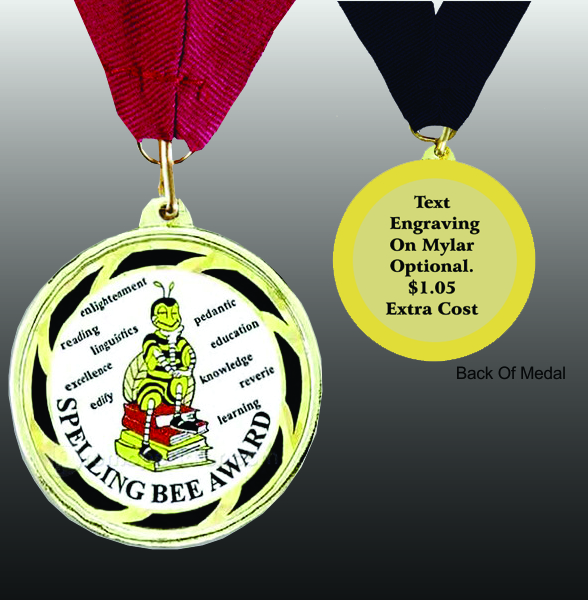 enlighteament
reading
linguistics
excellence
edify
pedantic
education
knowledge
reverie
learning
SPELLING BEE AWARD
Text
Engraving
On Mylar
Optional.
$1.05
Extra Cost
Back Of Medal